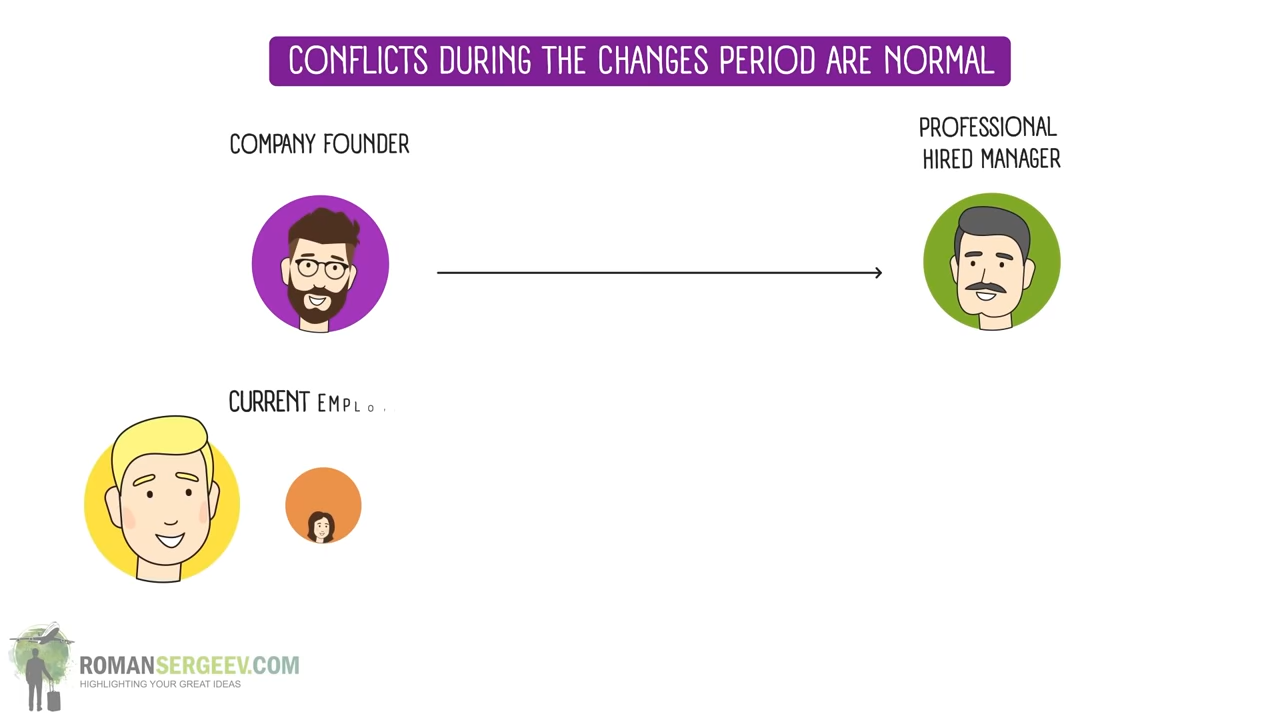 CONFLICTS DURING THE CHANGES PERIOD ARE NORMAL
COMPANY FOUNDER
PROFESSIONAL
HIRED MANAGER
CURRENT EMPLO
ROMANSERGEEV.COM
HIGHLIGHTING YOUR GREAT IDEAS